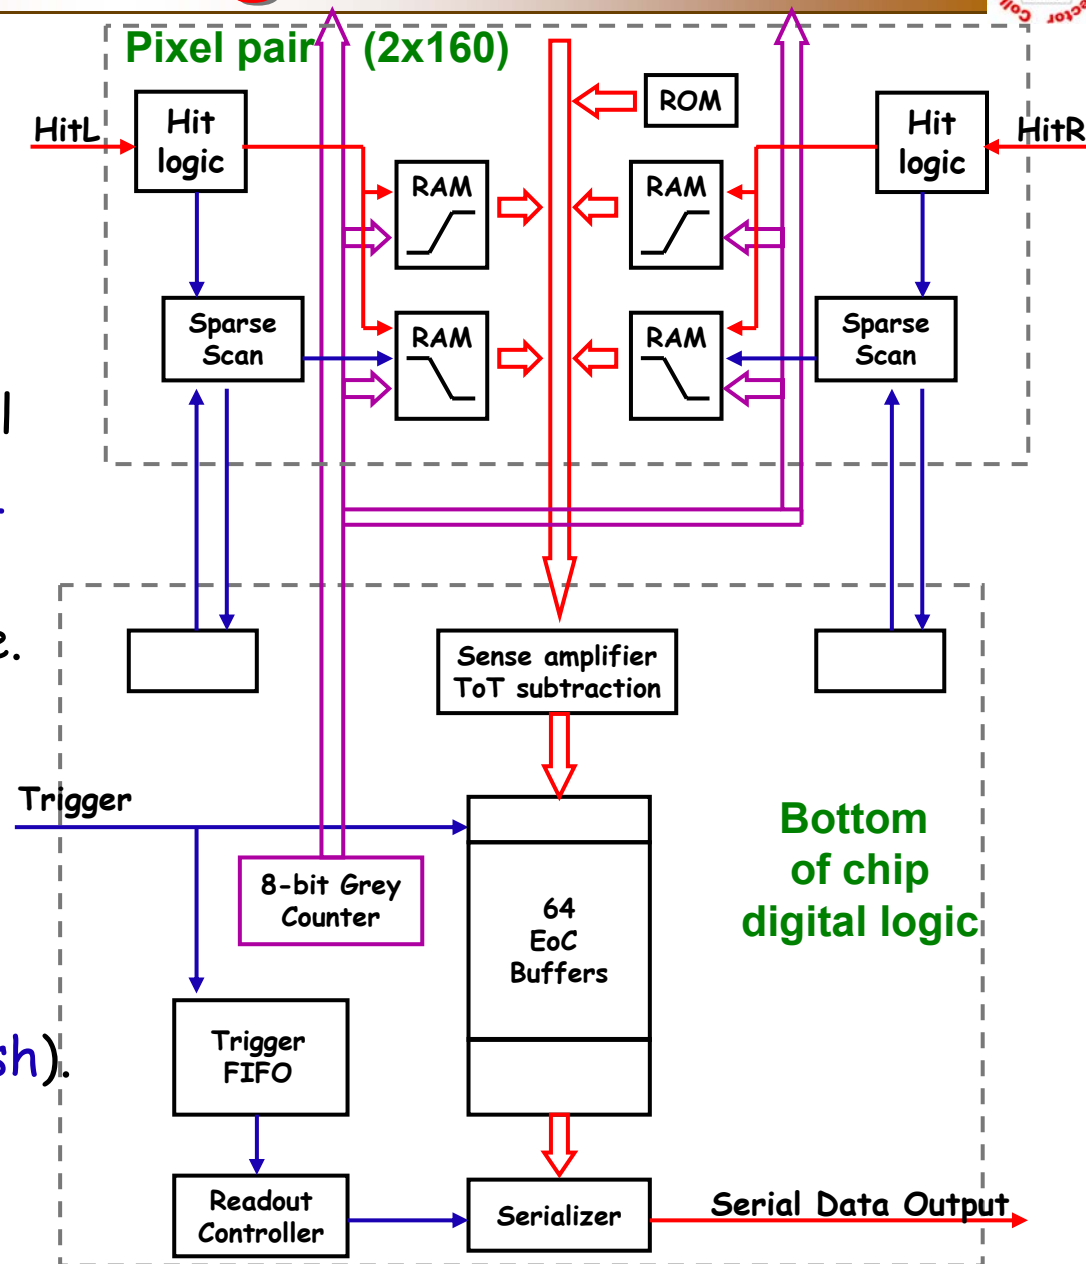 Pixel pair (2x160)
ROM
Hit
logic
Hit
logic
HitL
HitR
RAM
RAM
Sparse
Scan
RAM
RAM
Sparse
Scan
l
e.
Sense amplifier
ToT subtraction
Trigger
Bottom
of chip
digital logic
8-bit Grey
Counter
64
EoC
Buffers
Trigger
FIFO
sh).
Readout
Controller
Serializer
Serial Data Output